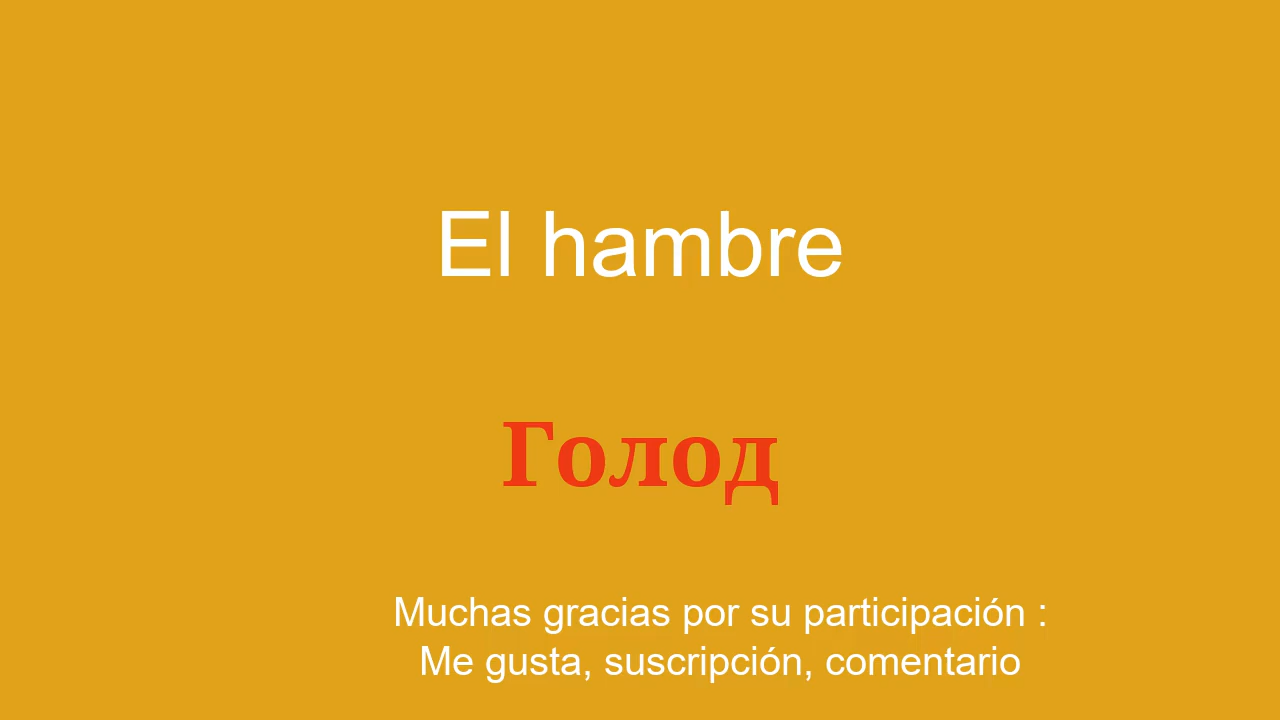 El hambre
Голод
Muchas gracias por su participación :
Me gusta, suscripción, comentario